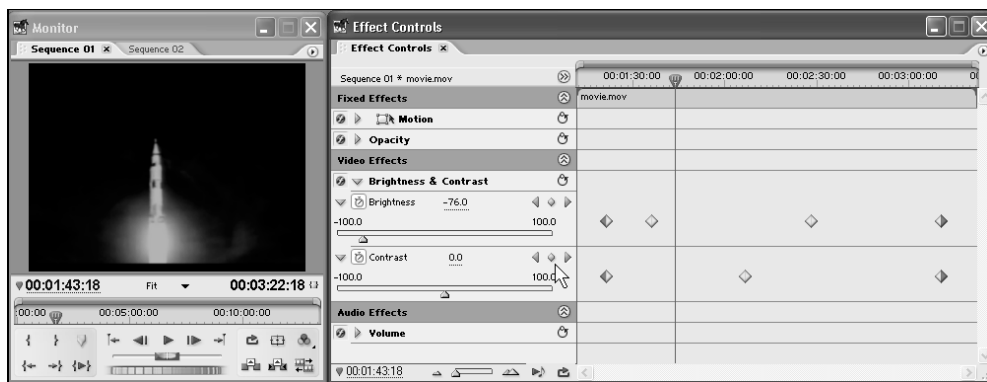 Monitor
Sequence 01 × Sequence 02
00:01:43:18 Fit 00:03:22:18
:00:00 00:05:00:00 00:10:00:00
Effect Controls
Effect Controls ×
Sequence 01 * movie.mov
00:01:30:00 00:02:00:00 00:02:30:00 00:03:00:00
movie.mov
Fixed Effects
Motion
Opacity
Video Effects
Brightness & Contrast
Brightness -76.0
-100.0 100.0
Contrast 0.0
-100.0 100.0
Audio Effects
Volume
00:01:43:18